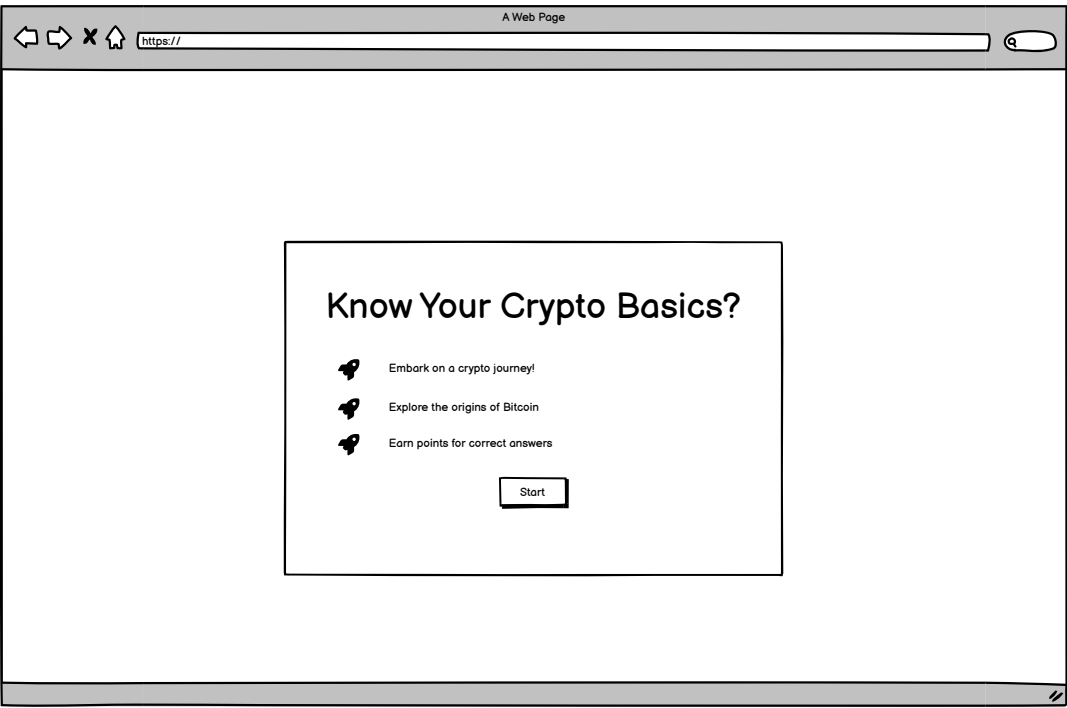 A Web Page
https://
Know Your Crypto Basics?
Embark on a crypto journey!
Explore the origins of Bitcoin
Earn points for correct answers
Start